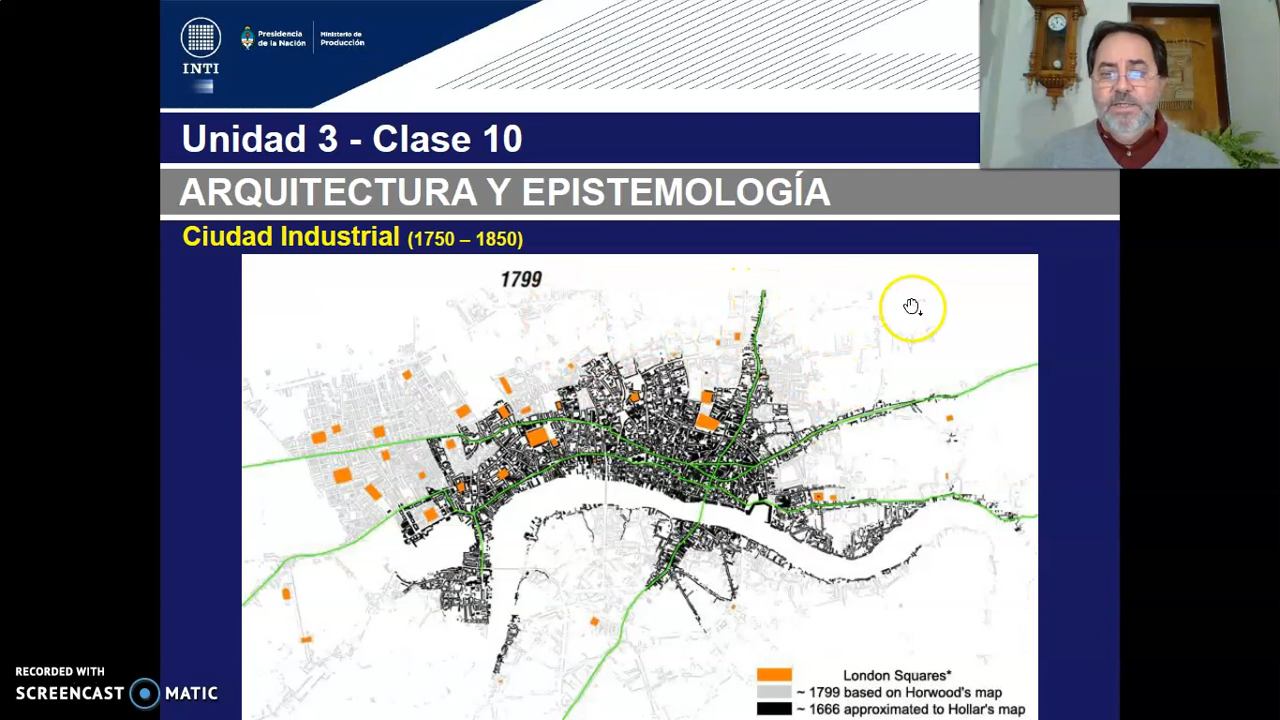 INTI
Presidencia
de la Nación
Ministerio de
Producción
Unidad 3 - Clase 10
ARQUITECTURA Y EPISTEMOLOGÍA
Ciudad Industrial (1750 – 1850)
1799
London Squares*
~ 1799 based on Horwood's map
~ 1666 approximated to Hollar's map
RECORDED WITH
SCREENCAST MATIC